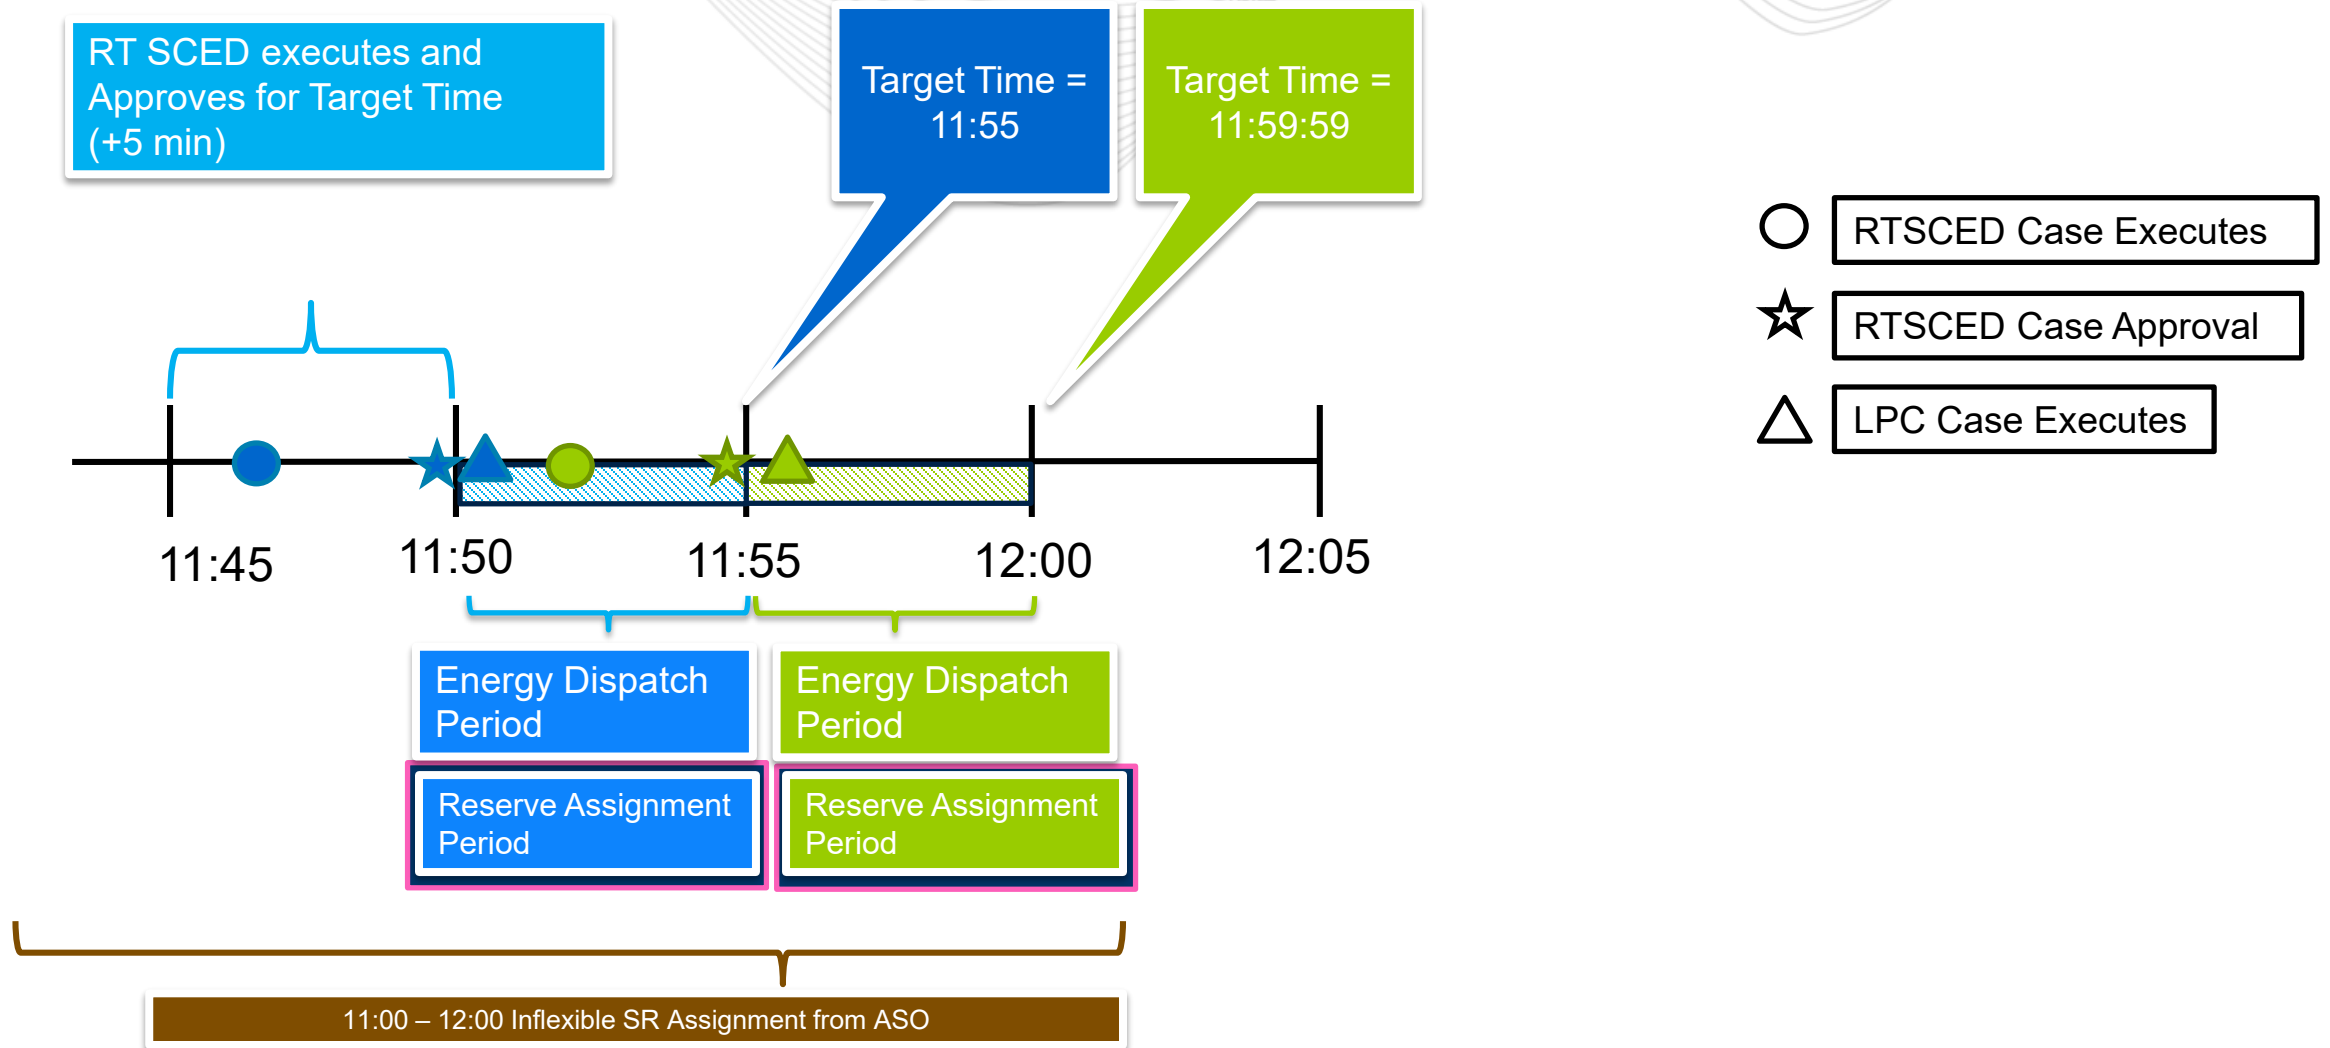 RT SCED executes and
Approves for Target Time
(+5 min)
Target Time =
11:55
Target Time =
11:59:59
RTSCED Case Executes
RTSCED Case Approval
LPC Case Executes
11:45
11:50
11:55
12:00
12:05
Energy Dispatch
Period
Energy Dispatch
Period
Reserve Assignment
Period
Reserve Assignment
Period
11:00 – 12:00 Inflexible SR Assignment from ASO